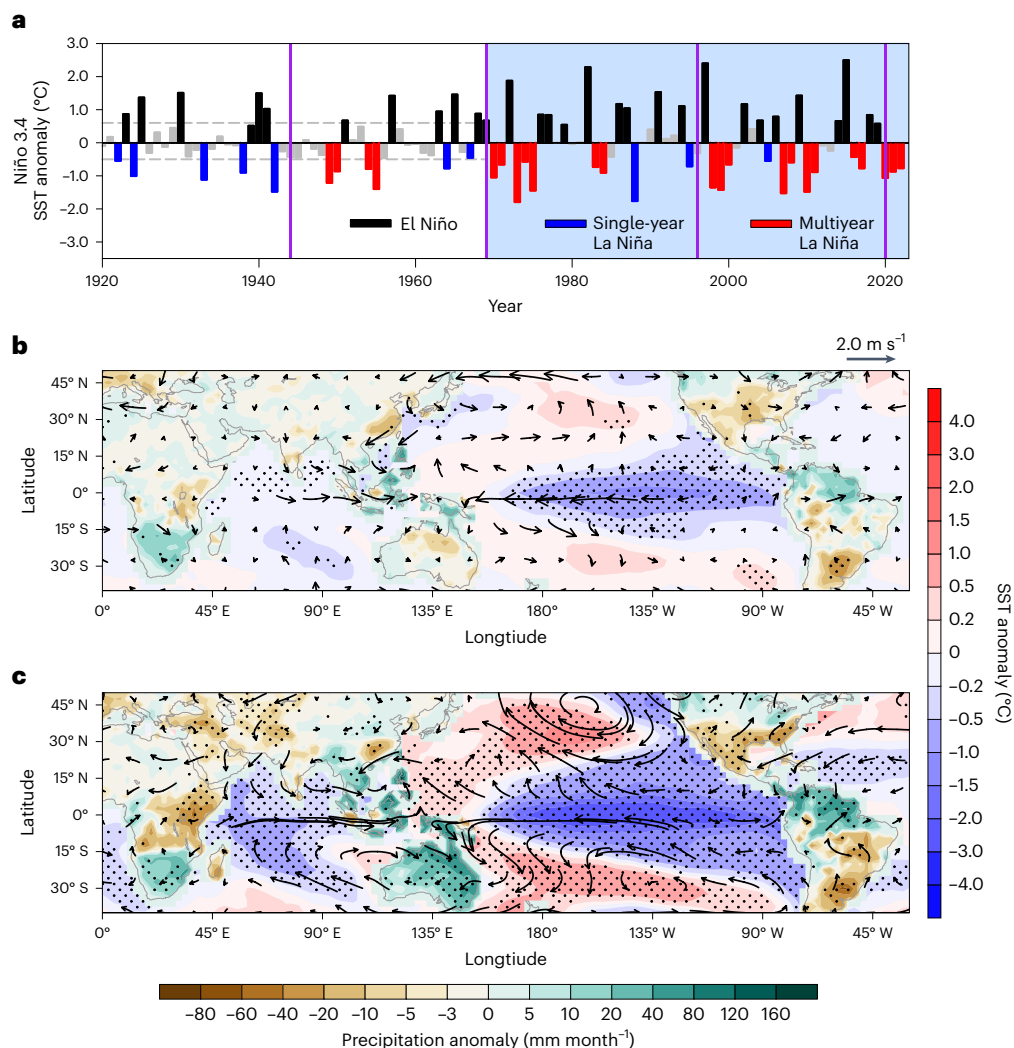 a
3.0
2.0
1.0
0
–1.0
–2.0
–3.0
Niño 3.4
SST anomaly (°C)
El Niño
Single-year
La Niña
Multiyear
La Niña
1920 1940 1960 1980 2000 2020
Year
b
2.0 m s⁻¹
45° N
30° N
15° N
0°
15° S
30° S
Latitude
0° 45° E 90° E 135° E 180° 135° W 90° W 45° W
Longtiude
c
45° N
30° N
15° N
0°
15° S
30° S
Latitude
0° 45° E 90° E 135° E 180° 135° W 90° W 45° W
Longtiude
4.0
3.0
2.0
1.5
1.0
0.5
0.2
0
–0.2
–0.5
–1.0
–1.5
–2.0
–3.0
–4.0
SST anomaly (°C)
–80 –60 –40 –20 –10 –5 –3 0 5 10 20 40 80 120 160
Precipitation anomaly (mm month⁻¹)